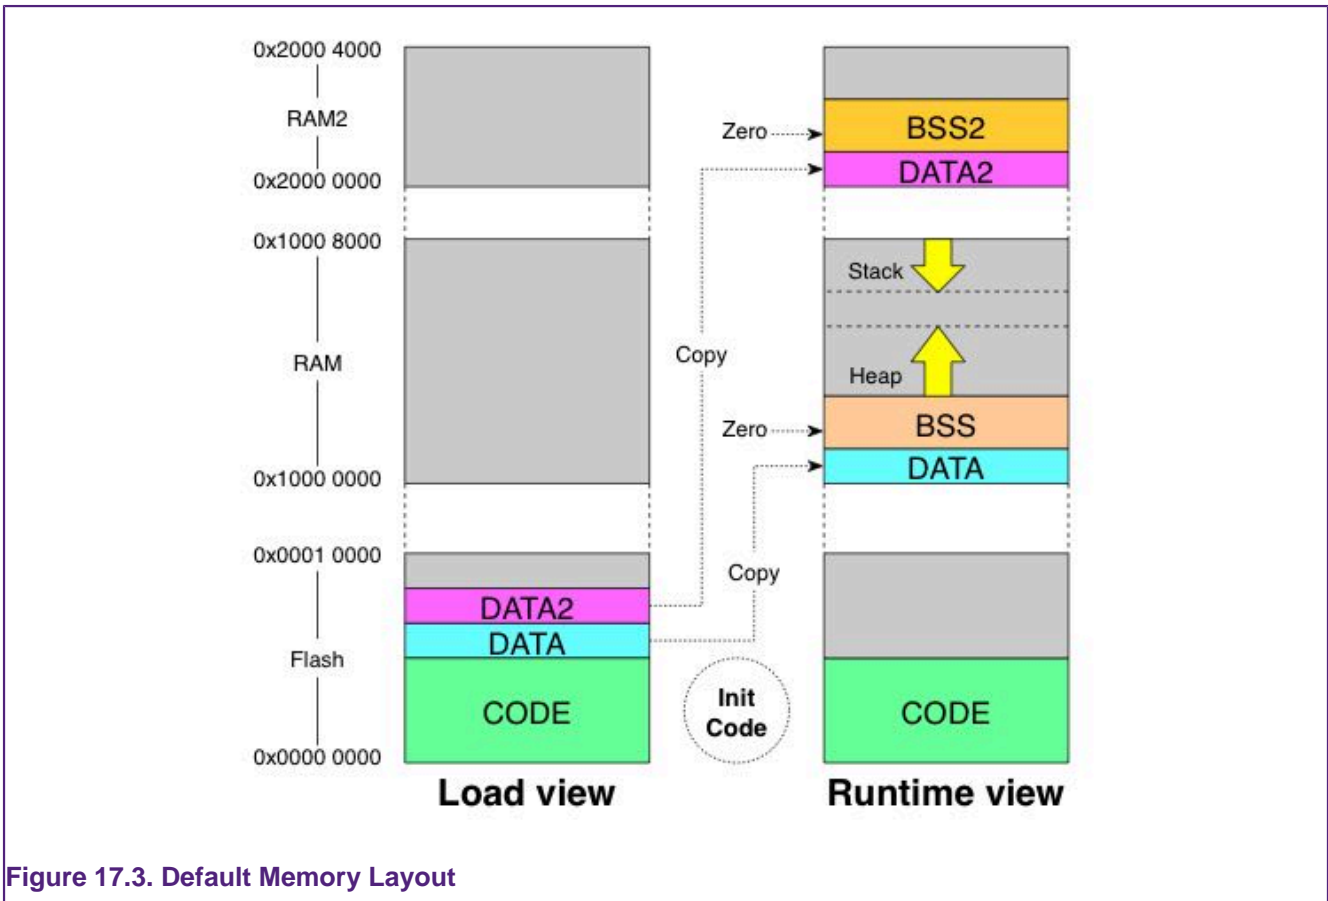 0x2000 4000
RAM2
0x2000 0000
0x1000 8000
RAM
0x1000 0000
0x0001 0000
Flash
0x0000 0000
DATA2
DATA
CODE
Load view
Zero
Copy
Zero
Copy
Init
Code
BSS2
DATA2
Stack
Heap
BSS
DATA
CODE
Runtime view
Figure 17.3. Default Memory Layout